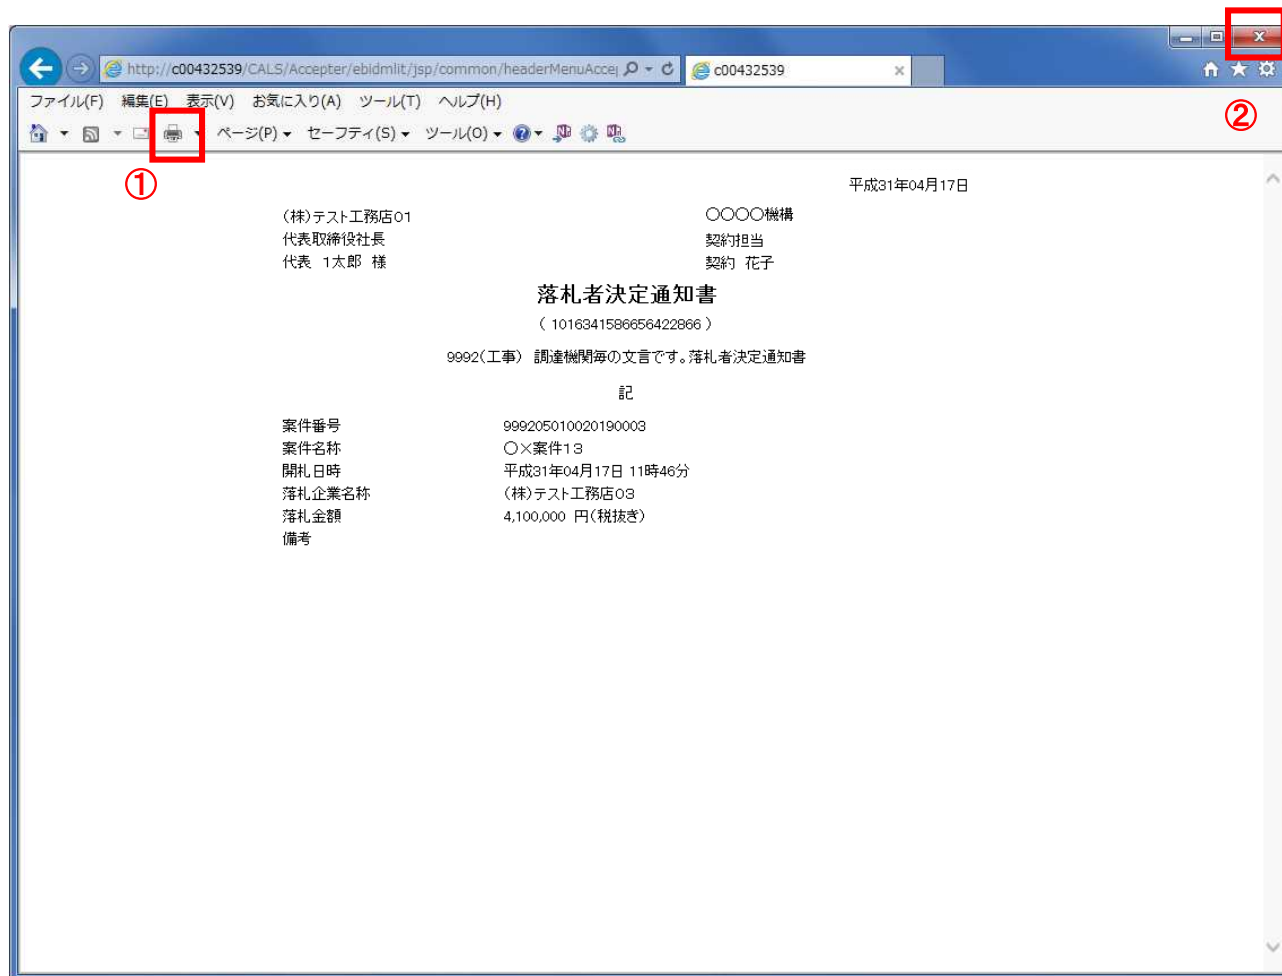 http://c00432539/CALS/Accepter/ebidmlit/jsp/common/headerMenuAccep
c00432539
ファイル(F) 編集(E) 表示(V) お気に入り(A) ツール(T) ヘルプ(H)
②
ページ(P) セーフティ(S) ツール(O)
①
平成31年04月17日
(株)テスト工務店01
〇〇〇〇機構
代表取締役社長
契約担当
代表 1太郎 様
契約 花子
落札者決定通知書
( 1016341586656422866 )
9992(工事) 調達機関毎の文言です。落札者決定通知書
記
案件番号 999205010020190003
案件名称 〇×案件13
開札日時 平成31年04月17日 11時46分
落札企業名称 (株)テスト工務店03
落札金額 4,100,000 円(税抜き)
備考